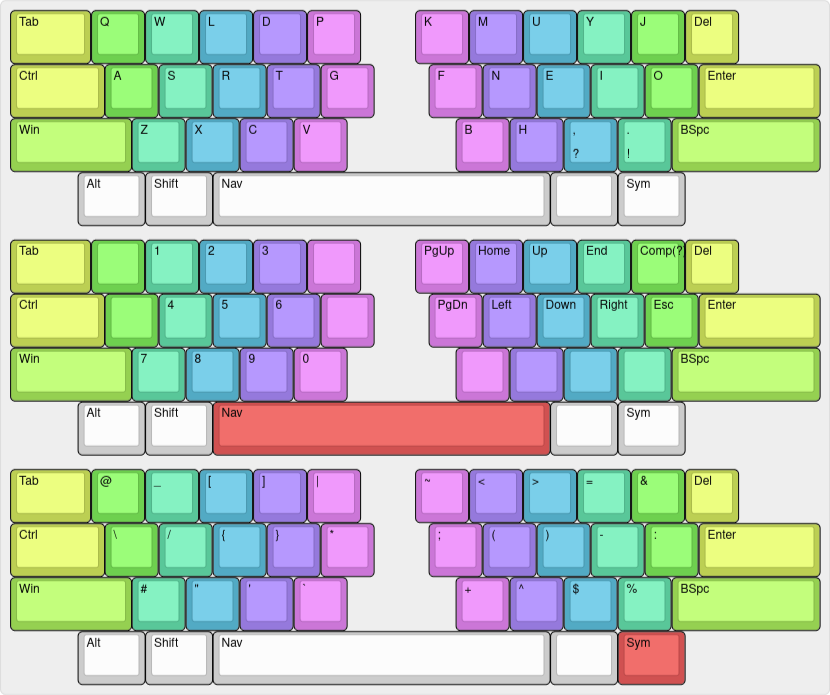 Tab Q W L D P K M U Y J Del
Ctrl A S R T G F N E I O Enter
Win Z X C V B H , . BSpc
? !
Alt Shift Nav Sym
Tab 1 2 3 PgUp Home Up End Comp(?) Del
Ctrl 4 5 6 PgDn Left Down Right Esc Enter
Win 7 8 9 0 BSpc
Alt Shift Nav Sym
Tab @ _ [ ] | ~ < > = & Del
Ctrl \ / { } * ; ( ) - : Enter
Win # " ' ` + ^ $ % BSpc
Alt Shift Nav Sym